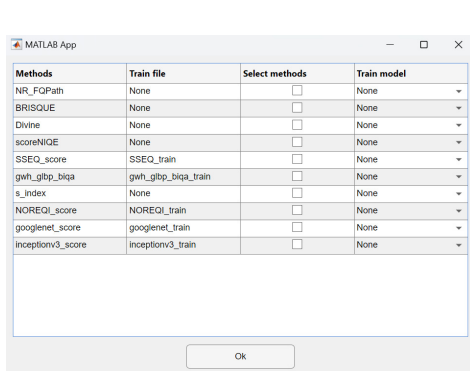 MATLAB App
Methods Train file Select methods Train model
NR_FQPath None None
BRISQUE None None
Divine None None
scoreNIQE None None
SSEQ_score SSEQ_train None
gwh_glbp_biqa gwh_glbp_biqa_train None
s_index None None
NOREQI_score NOREQI_train None
googlenet_score googlenet_train None
inceptionv3_score inceptionv3_train None
Ok